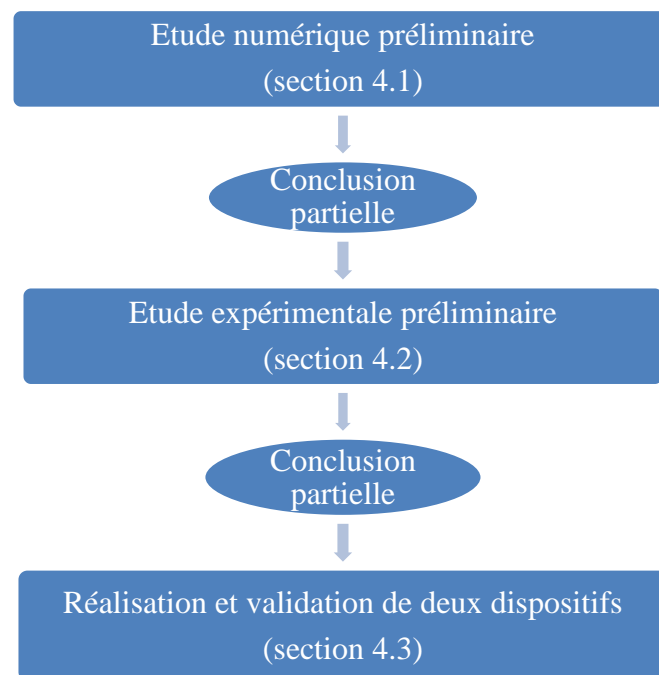 Etude numérique préliminaire
(section 4.1)
Conclusion
partielle
Etude expérimentale préliminaire
(section 4.2)
Conclusion
partielle
Réalisation et validation de deux dispositifs
(section 4.3)